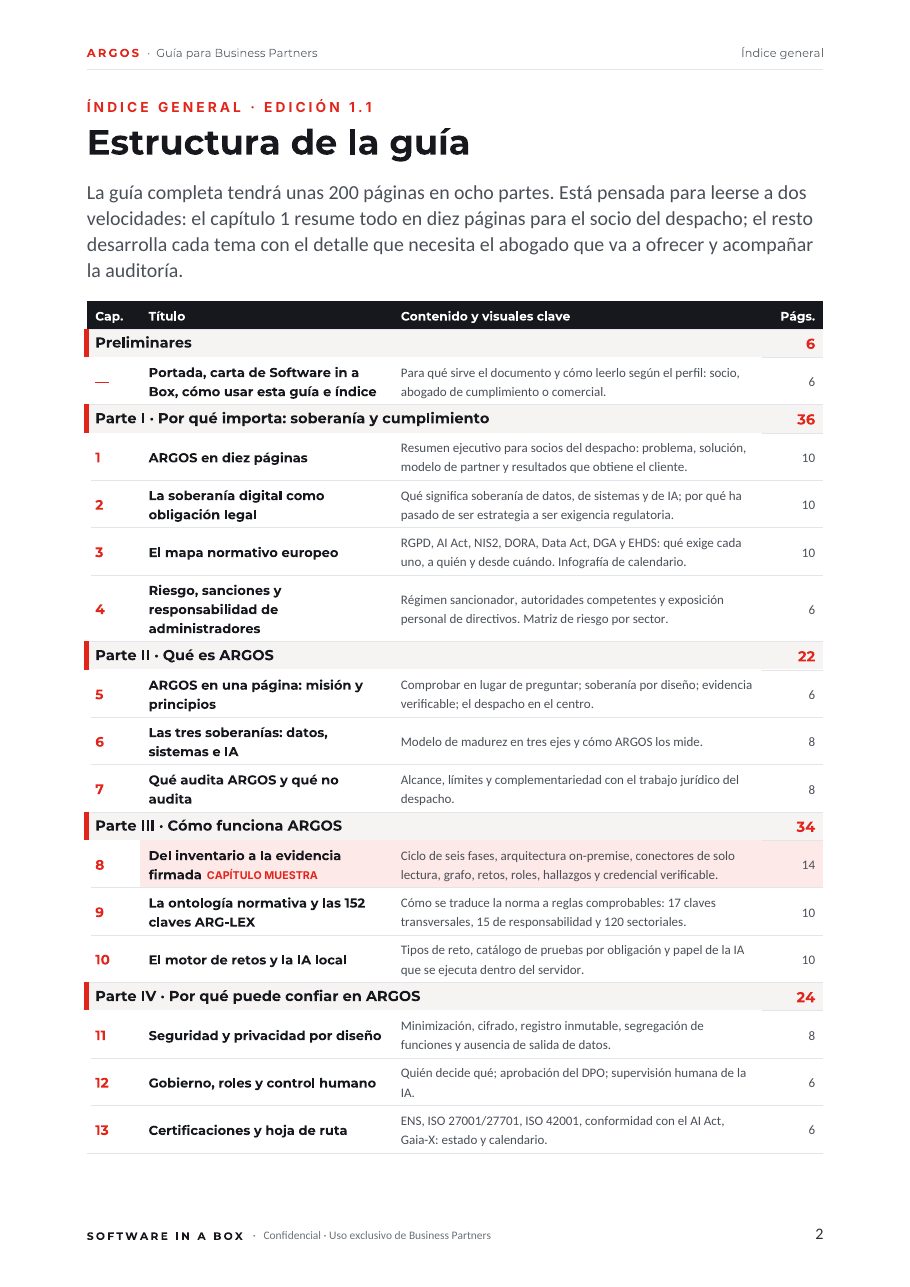 ARGOS · Guía para Business Partners
Índice general
ÍNDICE GENERAL · EDICIÓN 1.1
Estructura de la guía
La guía completa tendrá unas 200 páginas en ocho partes. Está pensada para leerse a dos
velocidades: el capítulo 1 resume todo en diez páginas para el socio del despacho; el resto
desarrolla cada tema con el detalle que necesita el abogado que va a ofrecer y acompañar
la auditoría.
Cap. Título Contenido y visuales clave Págs.
Preliminares 6
— Portada, carta de Software in a Box, cómo usar esta guía e índice Para qué sirve el documento y cómo leerlo según el perfil: socio, abogado de cumplimiento o comercial. 6
Parte I · Por qué importa: soberanía y cumplimiento 36
1 ARGOS en diez páginas Resumen ejecutivo para socios del despacho: problema, solución, modelo de partner y resultados que obtiene el cliente. 10
2 La soberanía digital como obligación legal Qué significa soberanía de datos, de sistemas y de IA; por qué ha pasado de ser estrategia a ser exigencia regulatoria. 10
3 El mapa normativo europeo RGPD, AI Act, NIS2, DORA, Data Act, DGA y EHDS: qué exige cada uno, a quién y desde cuándo. Infografía de calendario. 10
4 Riesgo, sanciones y responsabilidad de administradores Régimen sancionador, autoridades competentes y exposición personal de directivos. Matriz de riesgo por sector. 6
Parte II · Qué es ARGOS 22
5 ARGOS en una página: misión y principios Comprobar en lugar de preguntar; soberanía por diseño; evidencia verificable; el despacho en el centro. 6
6 Las tres soberanías: datos, sistemas e IA Modelo de madurez en tres ejes y cómo ARGOS los mide. 8
7 Qué audita ARGOS y qué no audita Alcance, límites y complementariedad con el trabajo jurídico del despacho. 8
Parte III · Cómo funciona ARGOS 34
8 Del inventario a la evidencia firmada CAPÍTULO MUESTRA Ciclo de seis fases, arquitectura on-premise, conectores de solo lectura, grafo, retos, roles, hallazgos y credencial verificable. 14
9 La ontología normativa y las 152 claves ARG-LEX Cómo se traduce la norma a reglas comprobables: 17 claves transversales, 15 de responsabilidad y 120 sectoriales. 10
10 El motor de retos y la IA local Tipos de reto, catálogo de pruebas por obligación y papel de la IA que se ejecuta dentro del servidor. 10
Parte IV · Por qué puede confiar en ARGOS 24
11 Seguridad y privacidad por diseño Minimización, cifrado, registro inmutable, segregación de funciones y ausencia de salida de datos. 8
12 Gobierno, roles y control humano Quién decide qué; aprobación del DPO; supervisión humana de la IA. 6
13 Certificaciones y hoja de ruta ENS, ISO 27001/27701, ISO 42001, conformidad con el AI Act, Gaia-X: estado y calendario. 6
SOFTWARE IN A BOX · Confidencial · Uso exclusivo de Business Partners
2